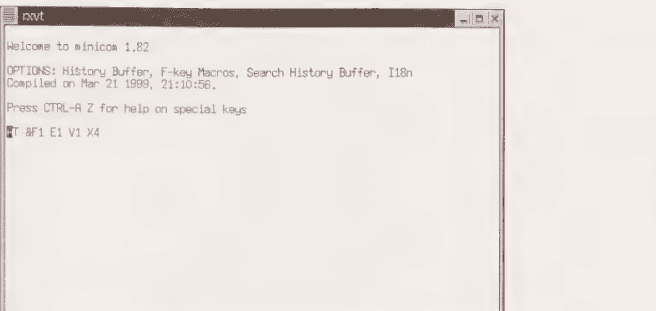 rxvt
Welcome to minicom 1.82
OPTIONS: History Buffer, F-key Macros, Search History Buffer, I18n
Compiled on Mar 21 1999, 21:10:56.
Press CTRL-A Z for help on special keys
AT &F1 E1 V1 X4